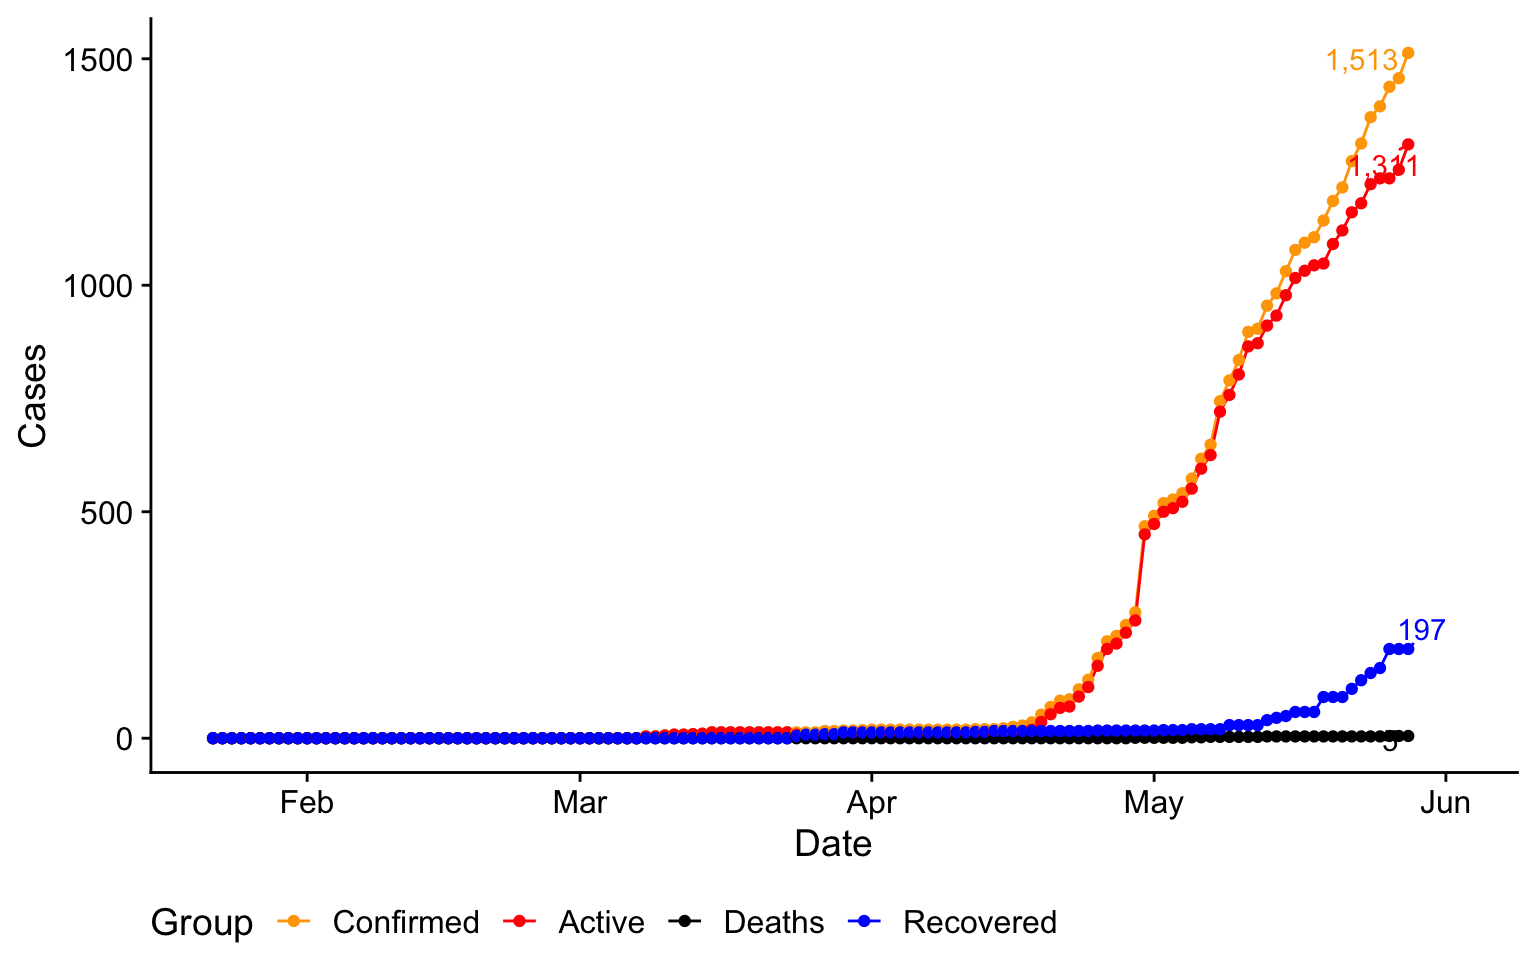 1500
1,513
1,311
1000
Cases
500
197
0
5
Feb Mar Apr May Jun
Date
Group Confirmed Active Deaths Recovered